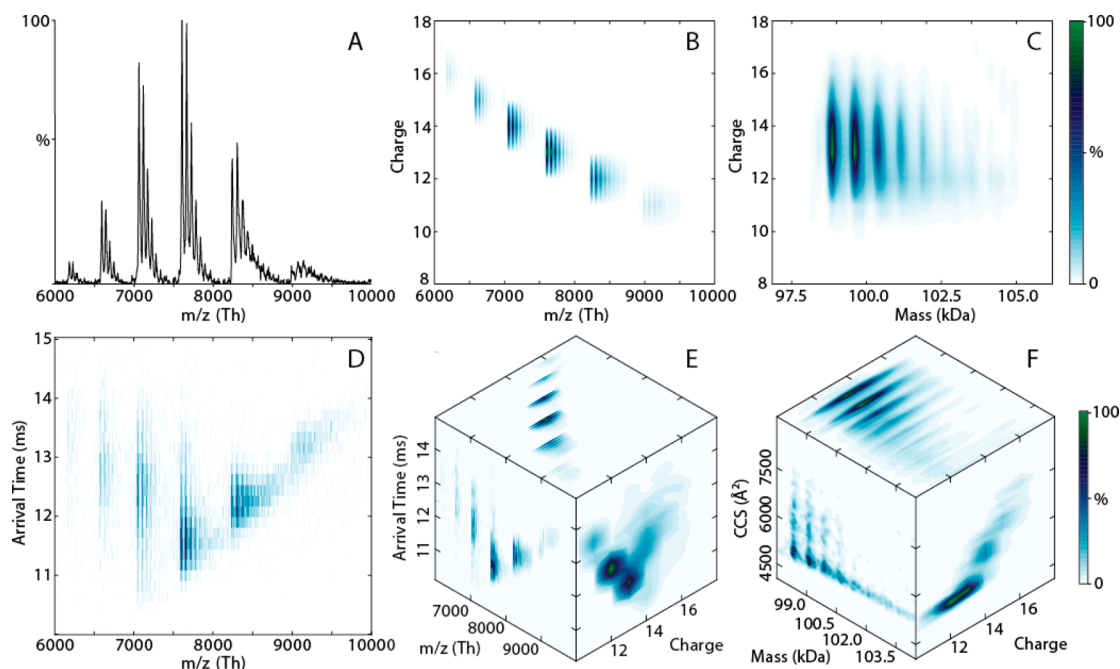 100
%
A
6000 7000 8000 9000 10000
m/z (Th)
18
16
14
12
10
8
Charge
B
6000 7000 8000 9000 10000
m/z (Th)
18
16
14
12
10
8
Charge
C
97.5 100.0 102.5 105.0
Mass (kDa)
100
%
0
15
14
13
12
11
Arrival Time (ms)
D
6000 7000 8000 9000 10000
m/z (Th)
E
14
13
12
11
Arrival Time (ms)
7000
8000
9000
m/z (Th)
12
14
16
Charge
F
7500
6000
4500
CCS (Å²)
99.0
100.5
102.0
103.5
Mass (kDa)
12
14
16
Charge
100
%
0